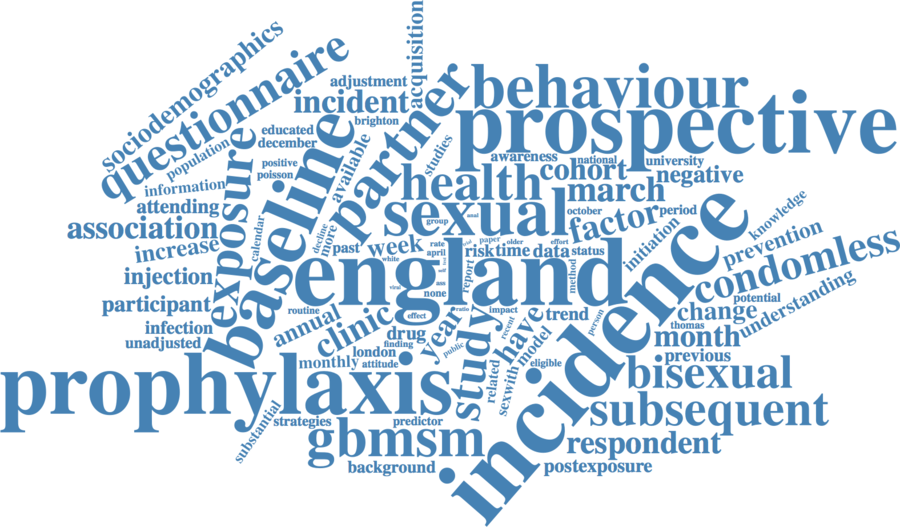 acquisition
sociodemographics
questionnaire
adjustment
incident
brighton
partner
behaviour
prospective
population
educated
december
positive
poisson
available
studies
awareness
national
university
cohort
negative
information
exposure
baseline
health
march
attending
association
calendar
decline
more
sexual
group
anal
october
factor
period
knowledge
increase
past
week
rate
april
paper
older
effort
risk
time
data
status
initiation
prevention
condomless
injection
england
white
viral
none
report
method
participant
incidence
potential
understanding
infection
unadjusted
routine
annual
clinic
effect
year
ratio
impact
recent
trend
person
change
thomas
month
drug
finding
london
monthly
attitude
public
study
have
model
eligible
previous
prophylaxis
related
sexwith
bisexual
substantial
strategies
predictor
subsequent
gbmsm
respondent
background
postexposure